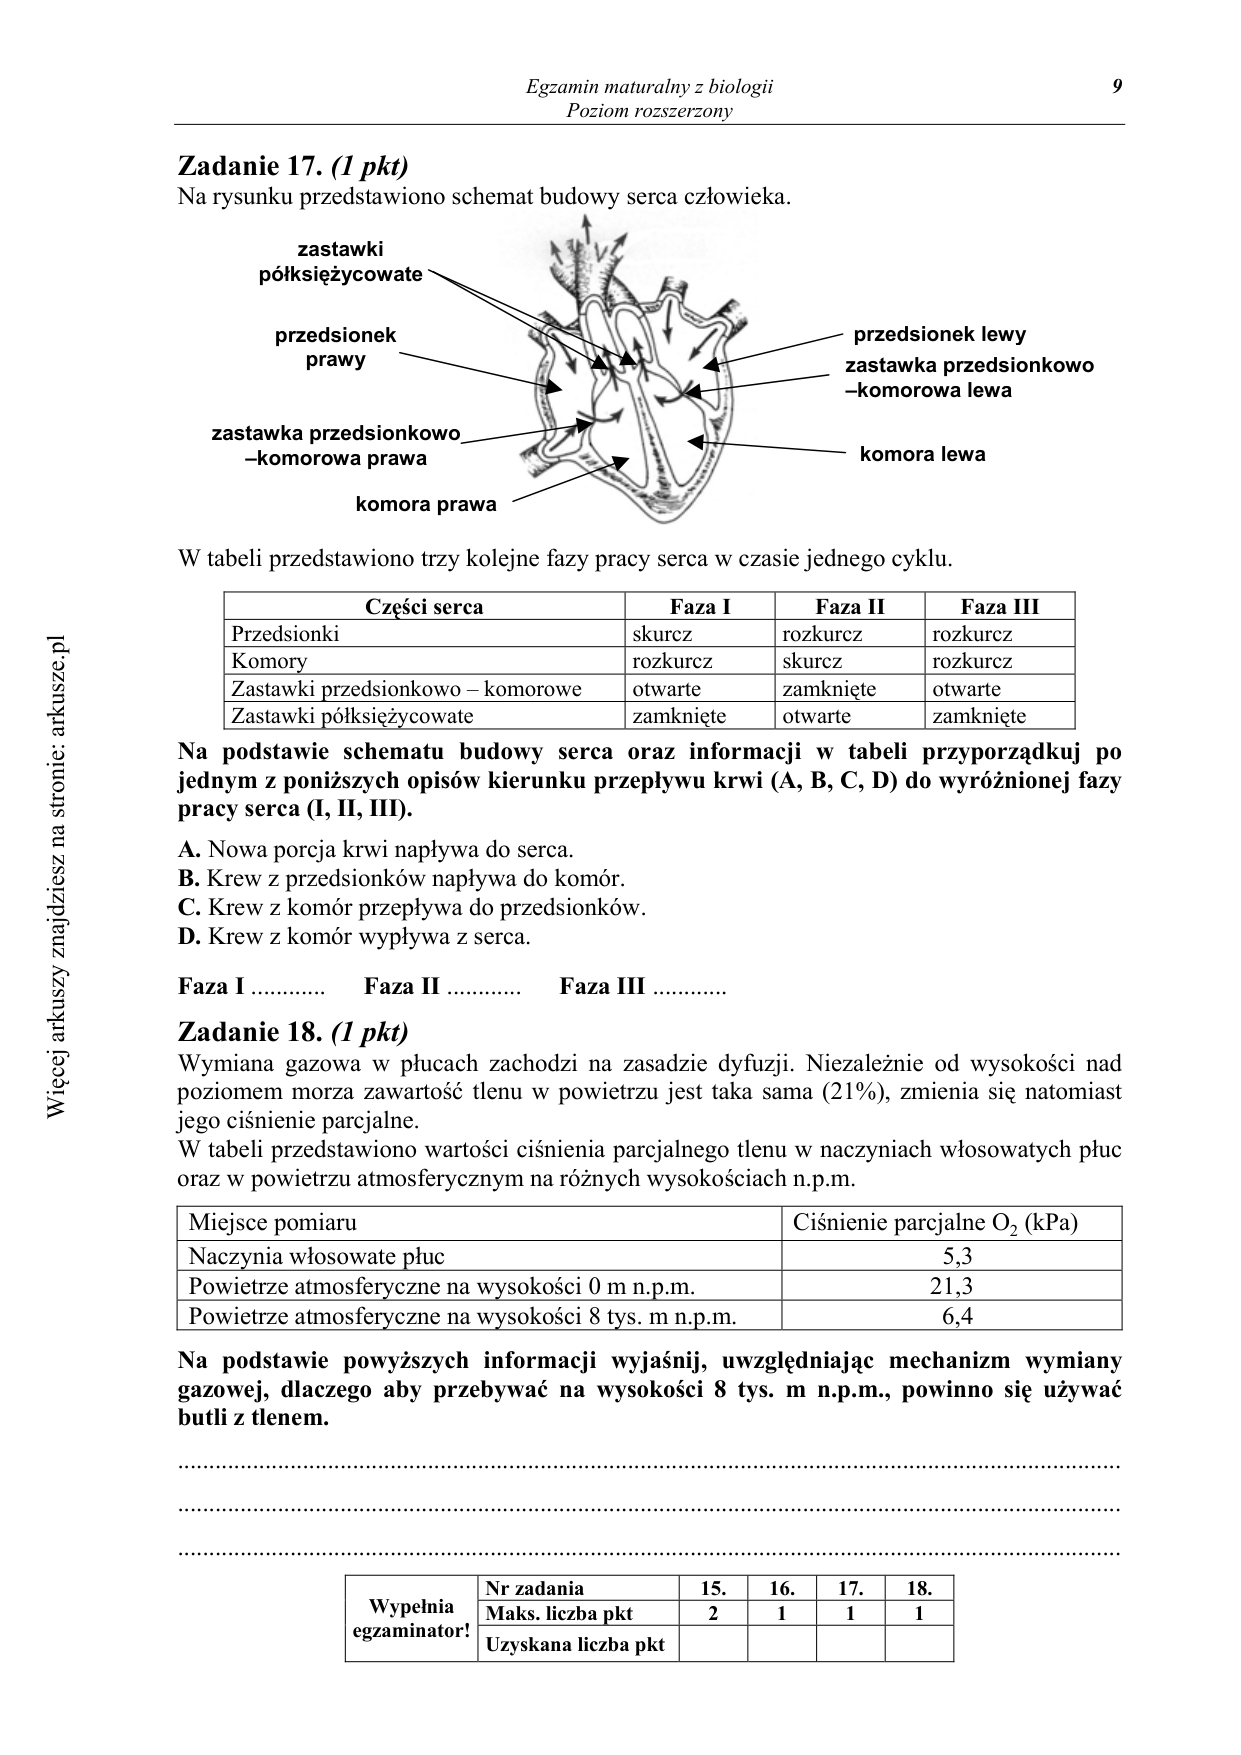 Egzamin maturalny z biologii
Poziom rozszerzony
9
Zadanie 17. (1 pkt)
Na rysunku przedstawiono schemat budowy serca człowieka.
zastawki
półksiężycowate
przedsionek
prawy
zastawka przedsionkowo
–komorowa prawa
komora prawa
przedsionek lewy
zastawka przedsionkowo
–komorowa lewa
komora lewa
W tabeli przedstawiono trzy kolejne fazy pracy serca w czasie jednego cyklu.
Części serca Faza I Faza II Faza III
Przedsionki skurcz rozkurcz rozkurcz
Komory rozkurcz skurcz rozkurcz
Zastawki przedsionkowo – komorowe otwarte zamknięte otwarte
Zastawki półksiężycowate zamknięte otwarte zamknięte
Na podstawie schematu budowy serca oraz informacji w tabeli przyporządkuj po
jednym z poniższych opisów kierunku przepływu krwi (A, B, C, D) do wyróżnionej fazy
pracy serca (I, II, III).
A. Nowa porcja krwi napływa do serca.
B. Krew z przedsionków napływa do komór.
C. Krew z komór przepływa do przedsionków.
D. Krew z komór wypływa z serca.
Faza I ............ Faza II ............ Faza III ............
Zadanie 18. (1 pkt)
Wymiana gazowa w płucach zachodzi na zasadzie dyfuzji. Niezależnie od wysokości nad
poziomem morza zawartość tlenu w powietrzu jest taka sama (21%), zmienia się natomiast
jego ciśnienie parcjalne.
W tabeli przedstawiono wartości ciśnienia parcjalnego tlenu w naczyniach włosowatych płuc
oraz w powietrzu atmosferycznym na różnych wysokościach n.p.m.
Miejsce pomiaru Ciśnienie parcjalne O₂ (kPa)
Naczynia włosowate płuc 5,3
Powietrze atmosferyczne na wysokości 0 m n.p.m. 21,3
Powietrze atmosferyczne na wysokości 8 tys. m n.p.m. 6,4
Na podstawie powyższych informacji wyjaśnij, uwzględniając mechanizm wymiany
gazowej, dlaczego aby przebywać na wysokości 8 tys. m n.p.m., powinno się używać
butli z tlenem.
Wypełnia
egzaminator!
Nr zadania 15. 16. 17. 18.
Maks. liczba pkt 2 1 1 1
Uzyskana liczba pkt
Więcej arkuszy znajdziesz na stronie: arkusze.pl